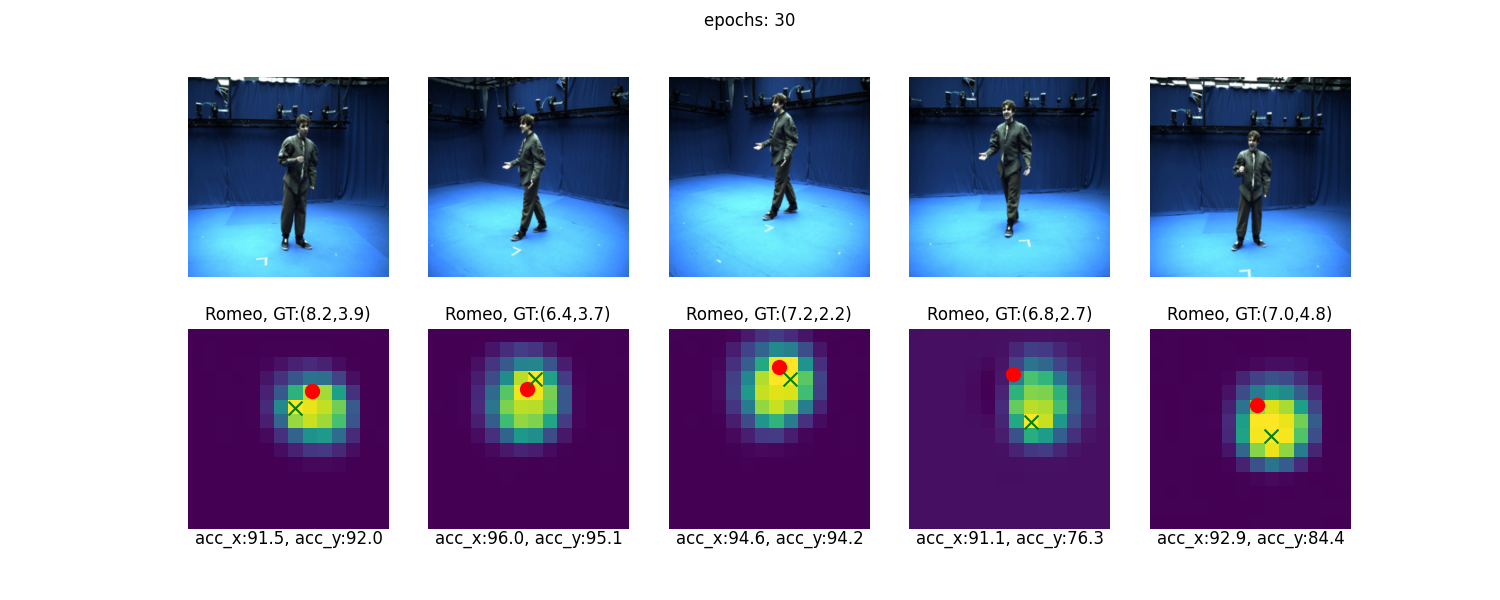 epochs: 30
Romeo, GT:(8.2,3.9)
Romeo, GT:(6.4,3.7)
Romeo, GT:(7.2,2.2)
Romeo, GT:(6.8,2.7)
Romeo, GT:(7.0,4.8)
acc_x:91.5, acc_y:92.0
acc_x:96.0, acc_y:95.1
acc_x:94.6, acc_y:94.2
acc_x:91.1, acc_y:76.3
acc_x:92.9, acc_y:84.4